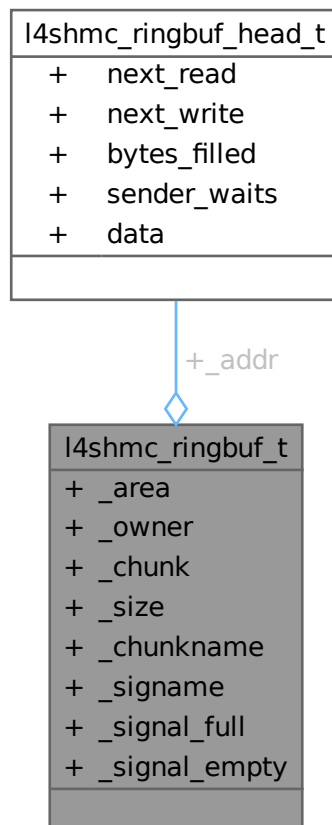 l4shmc_ringbuf_head_t
+ next_read
+ next_write
+ bytes_filled
+ sender_waits
+ data
+_addr
l4shmc_ringbuf_t
+ _area
+ _owner
+ _chunk
+ _size
+ _chunkname
+ _signame
+ _signal_full
+ _signal_empty